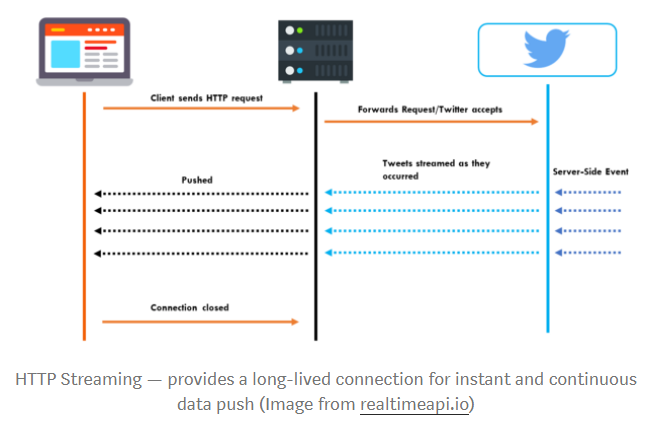 Client sends HTTP request
Forwards Request/Twitter accepts
Tweets streamed as they
occurred
Server-Side Event
Pushed
Connection closed
HTTP Streaming — provides a long-lived connection for instant and continuous
data push (Image from realtimeapi.io)